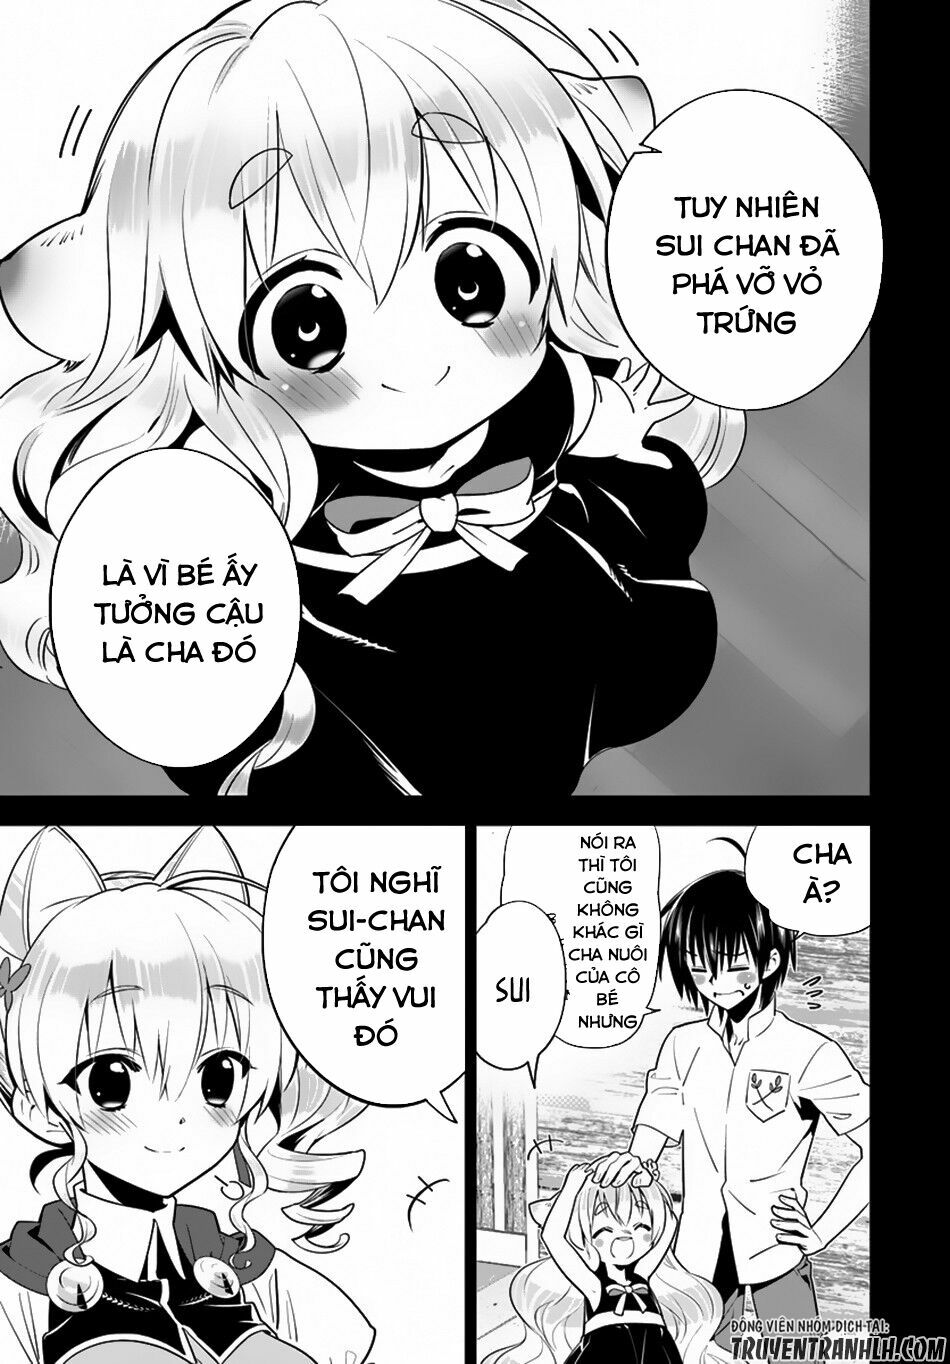 TUY NHIÊN
SUI CHAN ĐÃ
PHÁ VỠ VỎ
TRỨNG
LÀ VÌ BÉ ẤY
TƯỞNG CẬU
LÀ CHA ĐÓ
CHA
À?
NÓI RA
THÌ TÔI
CŨNG
KHÔNG
KHÁC GÌ
CHA NUÔI
CỦA CÔ
BÉ
NHƯNG
SUI
TÔI NGHĨ
SUI-CHAN
CŨNG
THẤY VUI
ĐÓ
ĐỘNG VIÊN NHÓM DỊCH TẠI:
TRUYENTRANHLH.COM